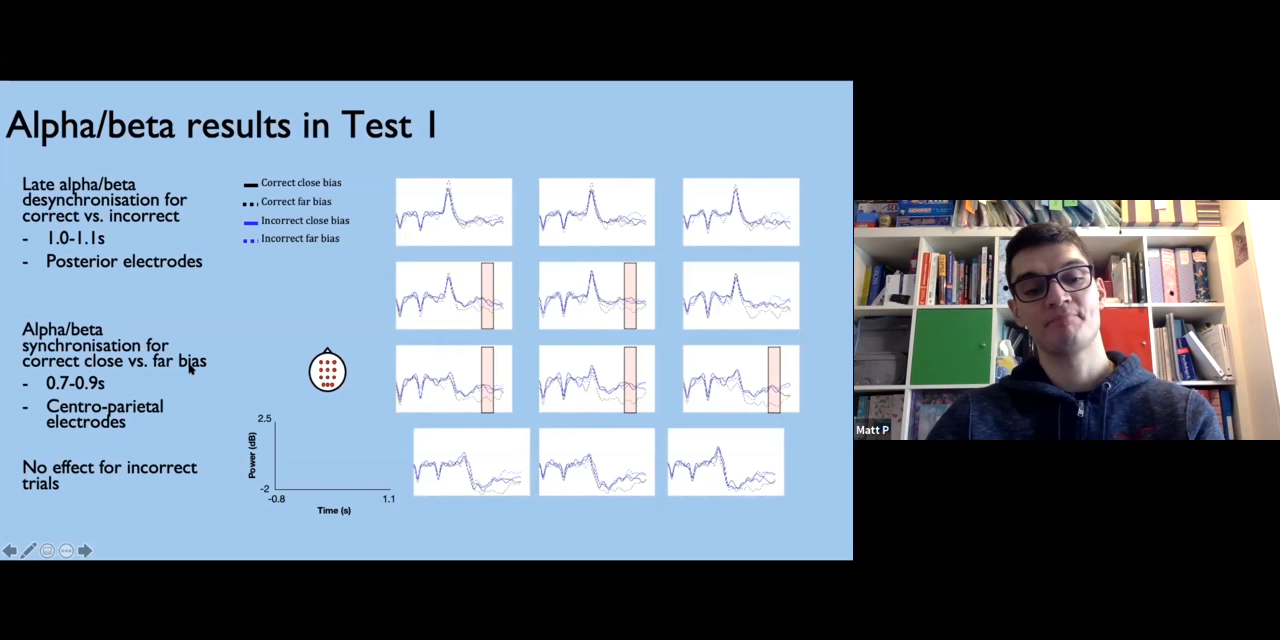 Alpha/beta results in Test 1
Late alpha/beta
desynchronisation for
correct vs. incorrect
- 1.0-1.1s
- Posterior electrodes
Alpha/beta
synchronisation for
correct close vs. far bias
- 0.7-0.9s
- Centro-parietal
electrodes
No effect for incorrect
trials
Correct close bias
Correct far bias
Incorrect close bias
Incorrect far bias
2.5
Power (dB)
-2
-0.8
1.1
Time (s)
Matt P